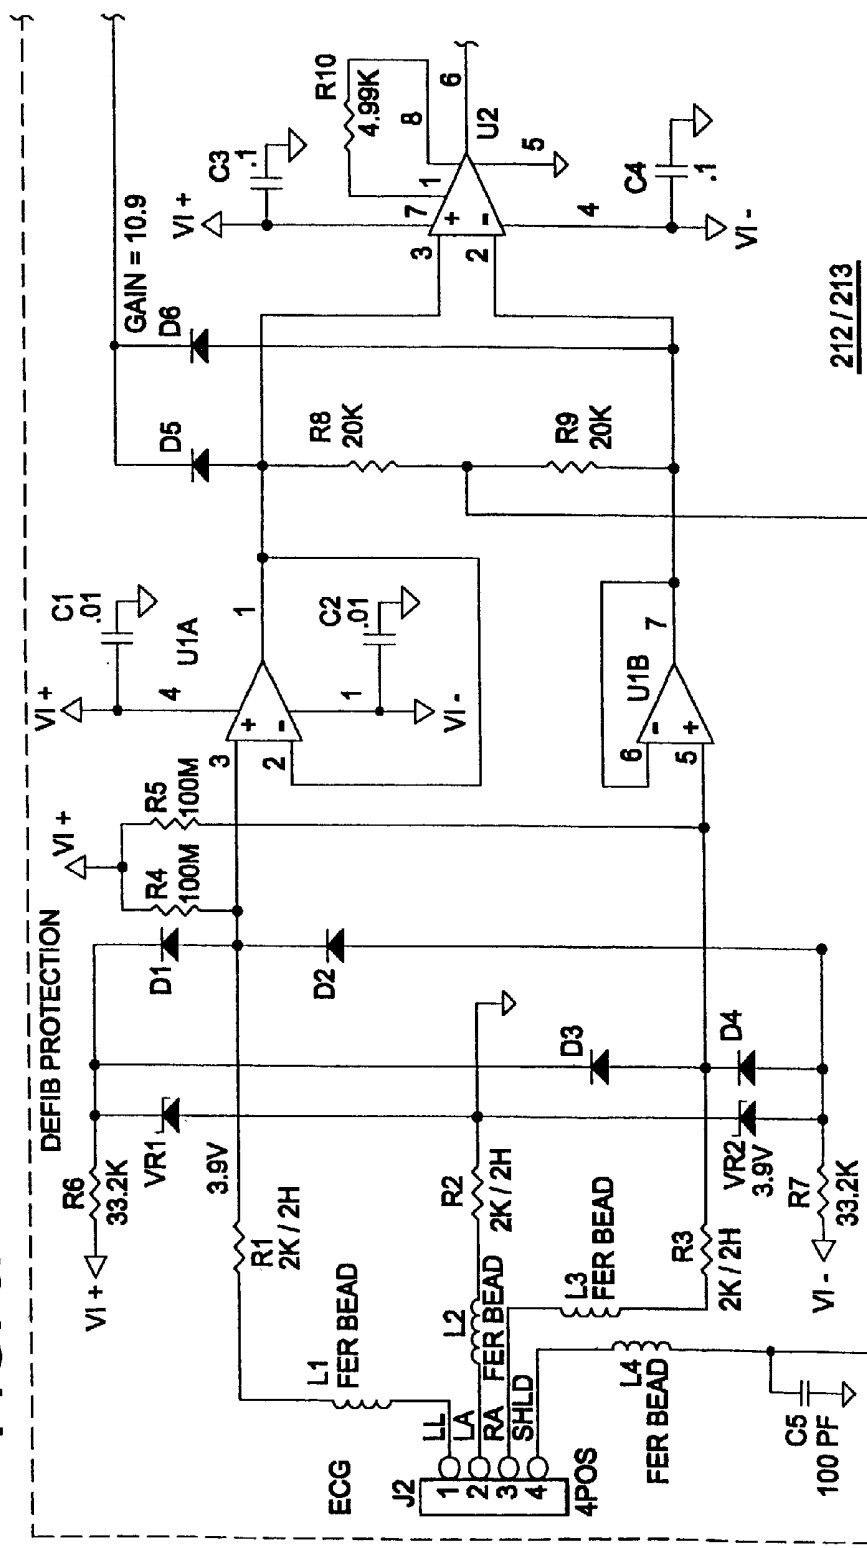 DEFIB PROTECTION
VI +
R6
33.2K
VR1
3.9V
D1
R4
100M
R5
100M
VI +
VI +
C1
.01
U1A
4
3
2
+
-
1
1
C2
.01
VI -
D5
D6
GAIN = 10.9
VI +
C3
.1
R10
4.99K
7
1
8
6
U2
5
3
2
+
-
4
C4
.1
VI -
R8
20K
R9
20K
212 / 213
D2
D3
D4
R1
2K / 2H
R2
2K / 2H
R3
2K / 2H
VR2
3.9V
R7
33.2K
VI -
U1B
6
5
-
+
7
ECG
J2
1
2
3
4
4POS
LL
LA
RA
SHLD
L1
FER BEAD
L2
FER BEAD
L3
FER BEAD
L4
FER BEAD
C5
100 PF